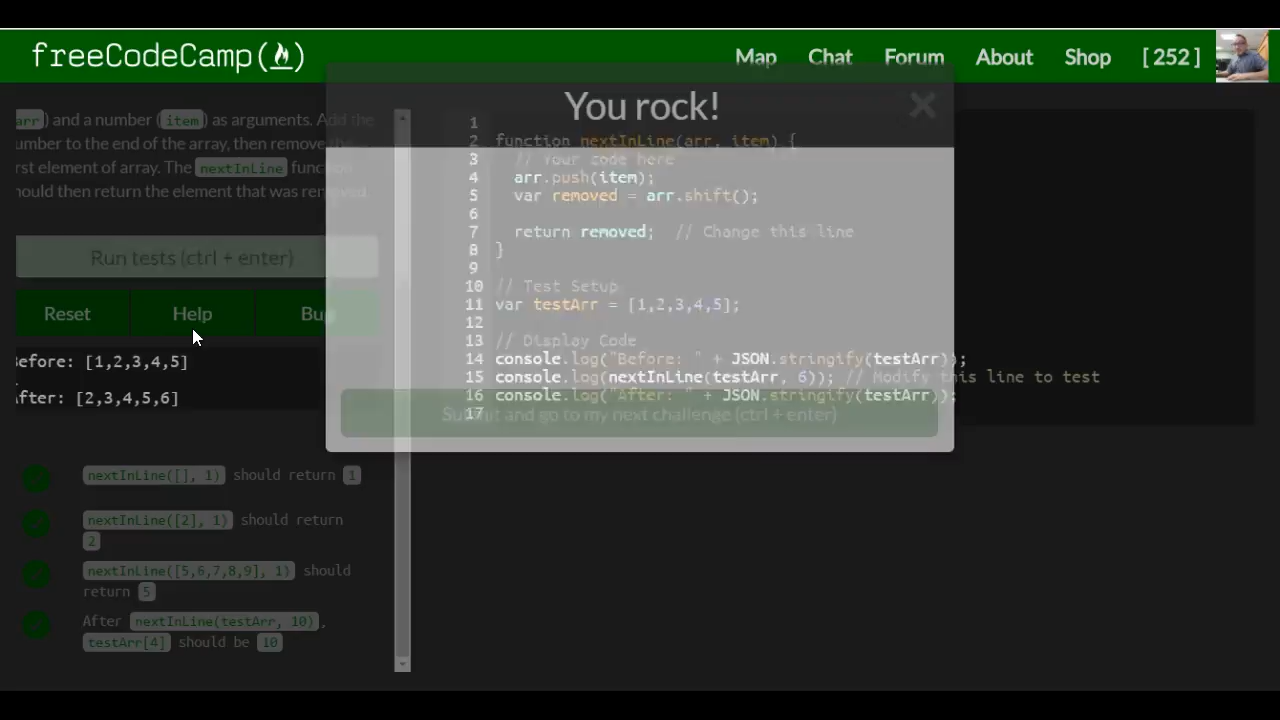 freeCodeCamp(🔥)
Map Chat Forum About Shop [ 252 ]
You rock!
arr) and a number (item) as arguments. Add the
umber to the end of the array, then remove the
rst element of array. The nextInLine function
hould then return the element that was removed
Run tests (ctrl + enter)
Reset Help Bug
Before: [1,2,3,4,5]
After: [2,3,4,5,6]
nextInLine([], 1) should return 1
nextInLine([2], 1) should return
2
nextInLine([5,6,7,8,9], 1) should
return 5
After nextInLine(testArr, 10),
testArr[4] should be 10
1
2 function nextInLine(arr, item) {
3 // Your code here
4 arr.push(item);
5 var removed = arr.shift();
6
7 return removed; // Change this line
8 }
9
10 // Test Setup
11 var testArr = [1,2,3,4,5];
12
13 // Display Code
14 console.log("Before: " + JSON.stringify(testArr));
15 console.log(nextInLine(testArr, 6)); // Modify this line to test
16 console.log("After: " + JSON.stringify(testArr));
17
Submit and go to my next challenge (ctrl + enter)